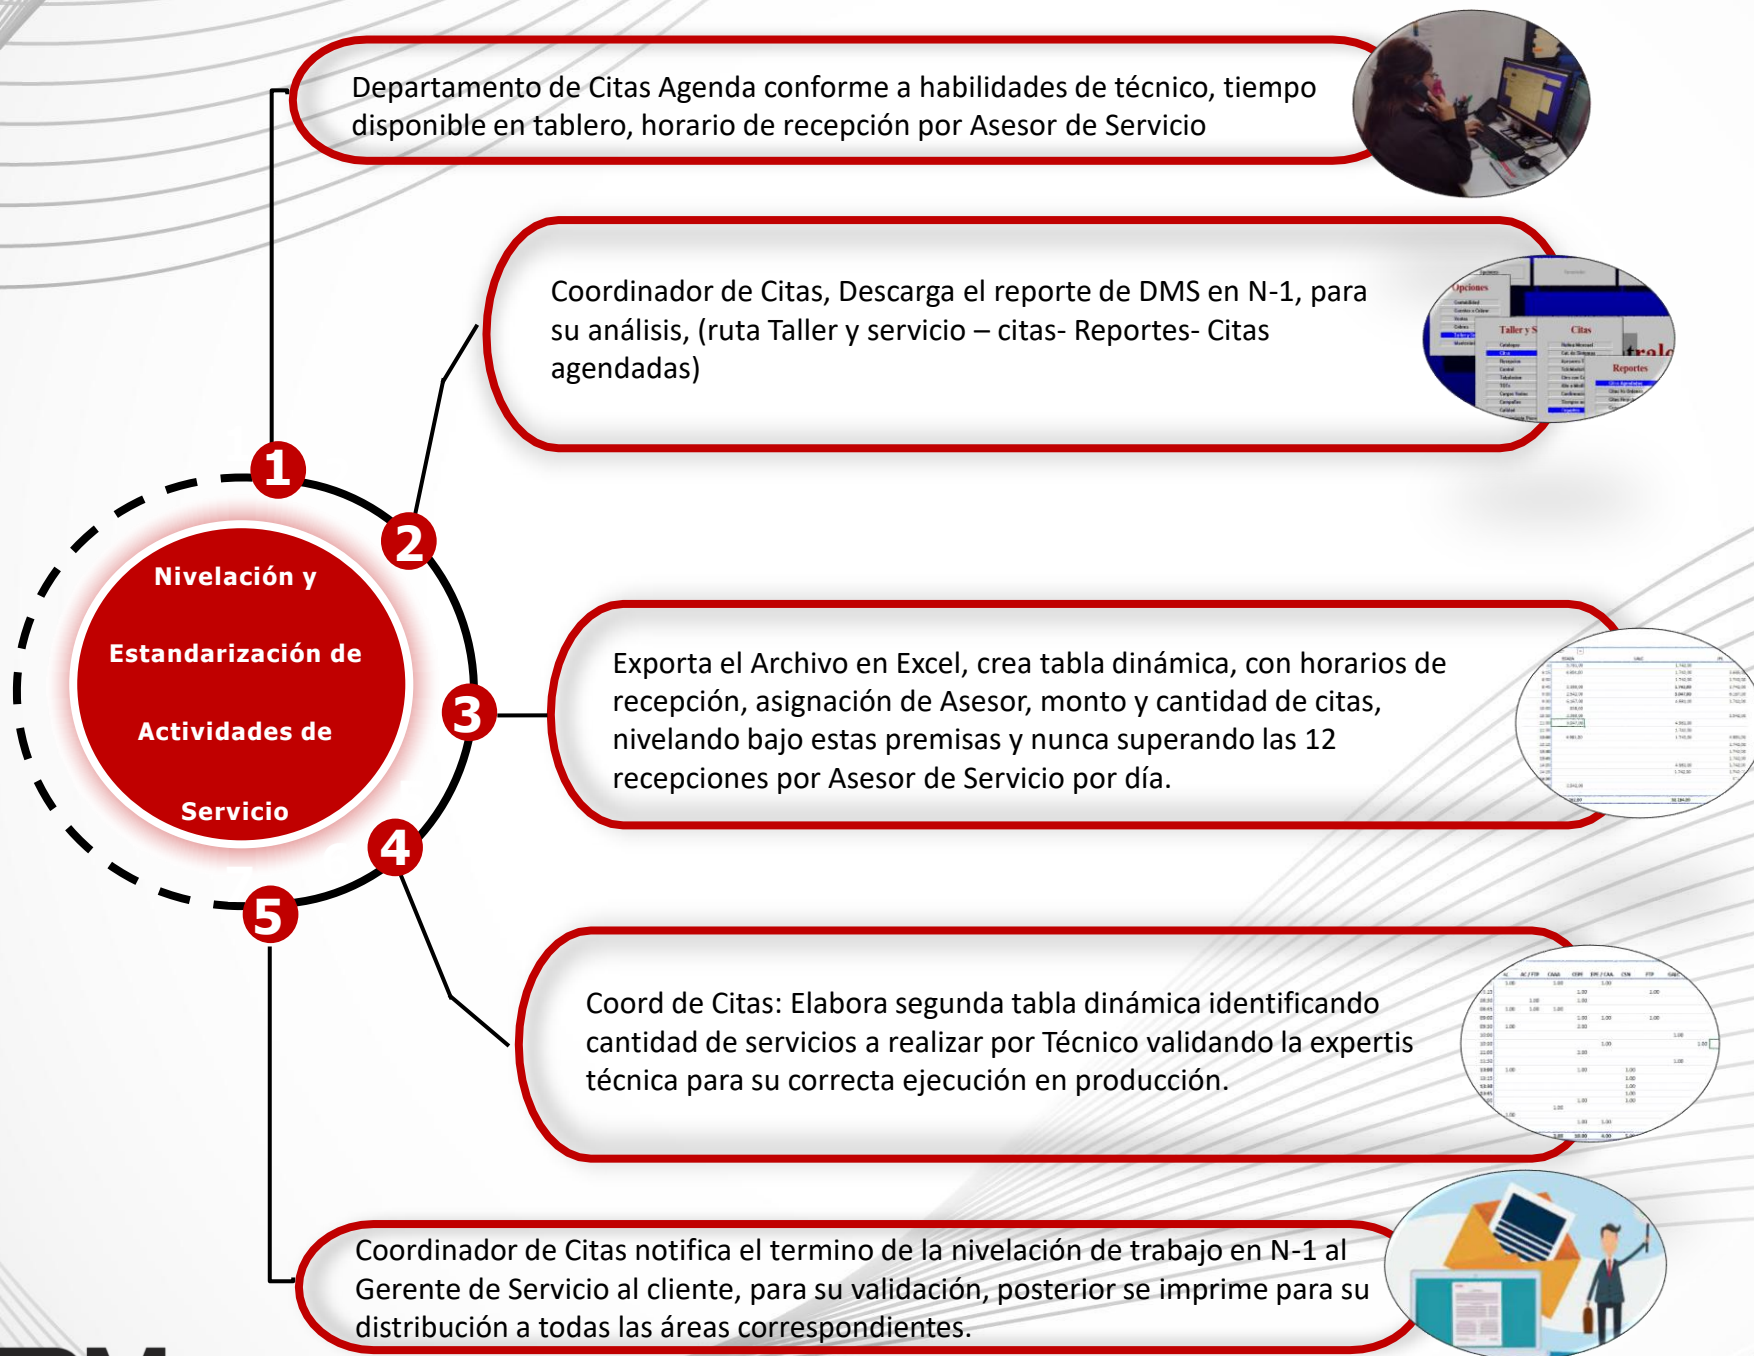 Departamento de Citas Agenda conforme a habilidades de técnico, tiempo
disponible en tablero, horario de recepción por Asesor de Servicio
Coordinador de Citas, Descarga el reporte de DMS en N-1, para
su análisis, (ruta Taller y servicio – citas- Reportes- Citas
agendadas)
Opciones
Taller y S
Citas
Reportes
1
2
3
4
5
Nivelación y
Estandarización de
Actividades de
Servicio
Exporta el Archivo en Excel, crea tabla dinámica, con horarios de
recepción, asignación de Asesor, monto y cantidad de citas,
nivelando bajo estas premisas y nunca superando las 12
recepciones por Asesor de Servicio por día.
Coord de Citas: Elabora segunda tabla dinámica identificando
cantidad de servicios a realizar por Técnico validando la expertis
técnica para su correcta ejecución en producción.
Coordinador de Citas notifica el termino de la nivelación de trabajo en N-1 al
Gerente de Servicio al cliente, para su validación, posterior se imprime para su
distribución a todas las áreas correspondientes.